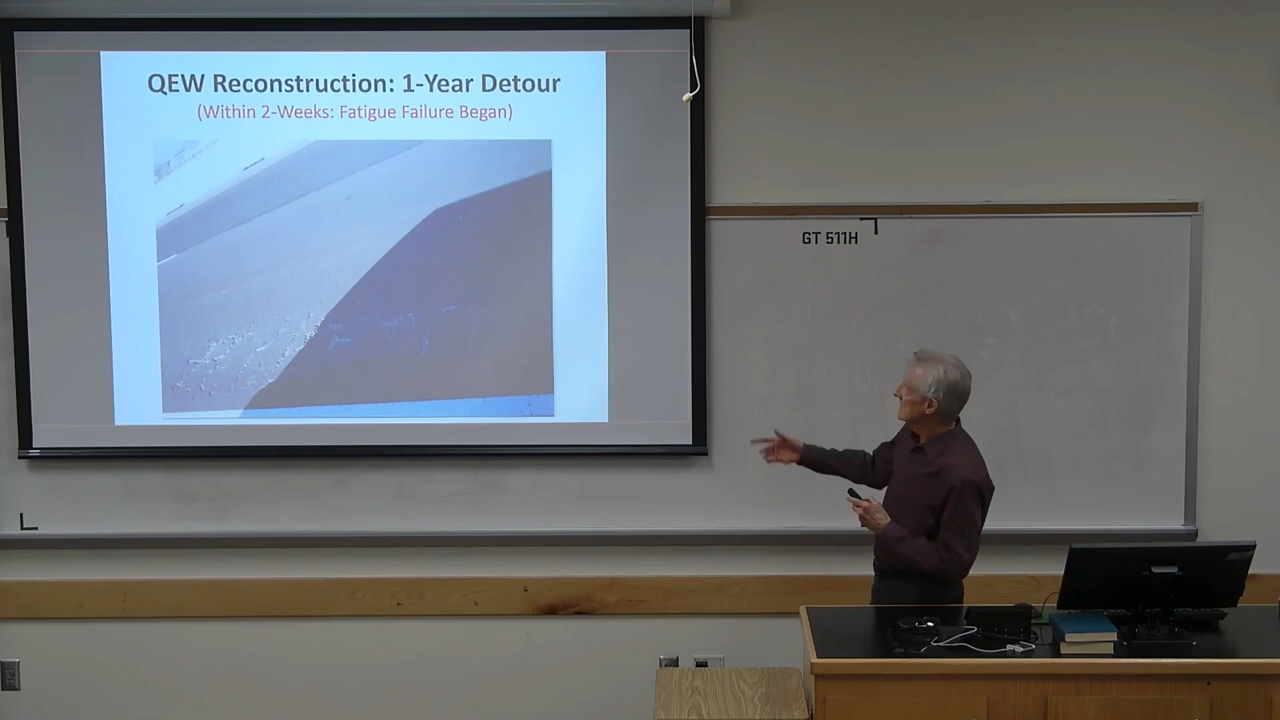 QEW Reconstruction: 1-Year Detour
(Within 2-Weeks: Fatigue Failure Began)
GT 511H